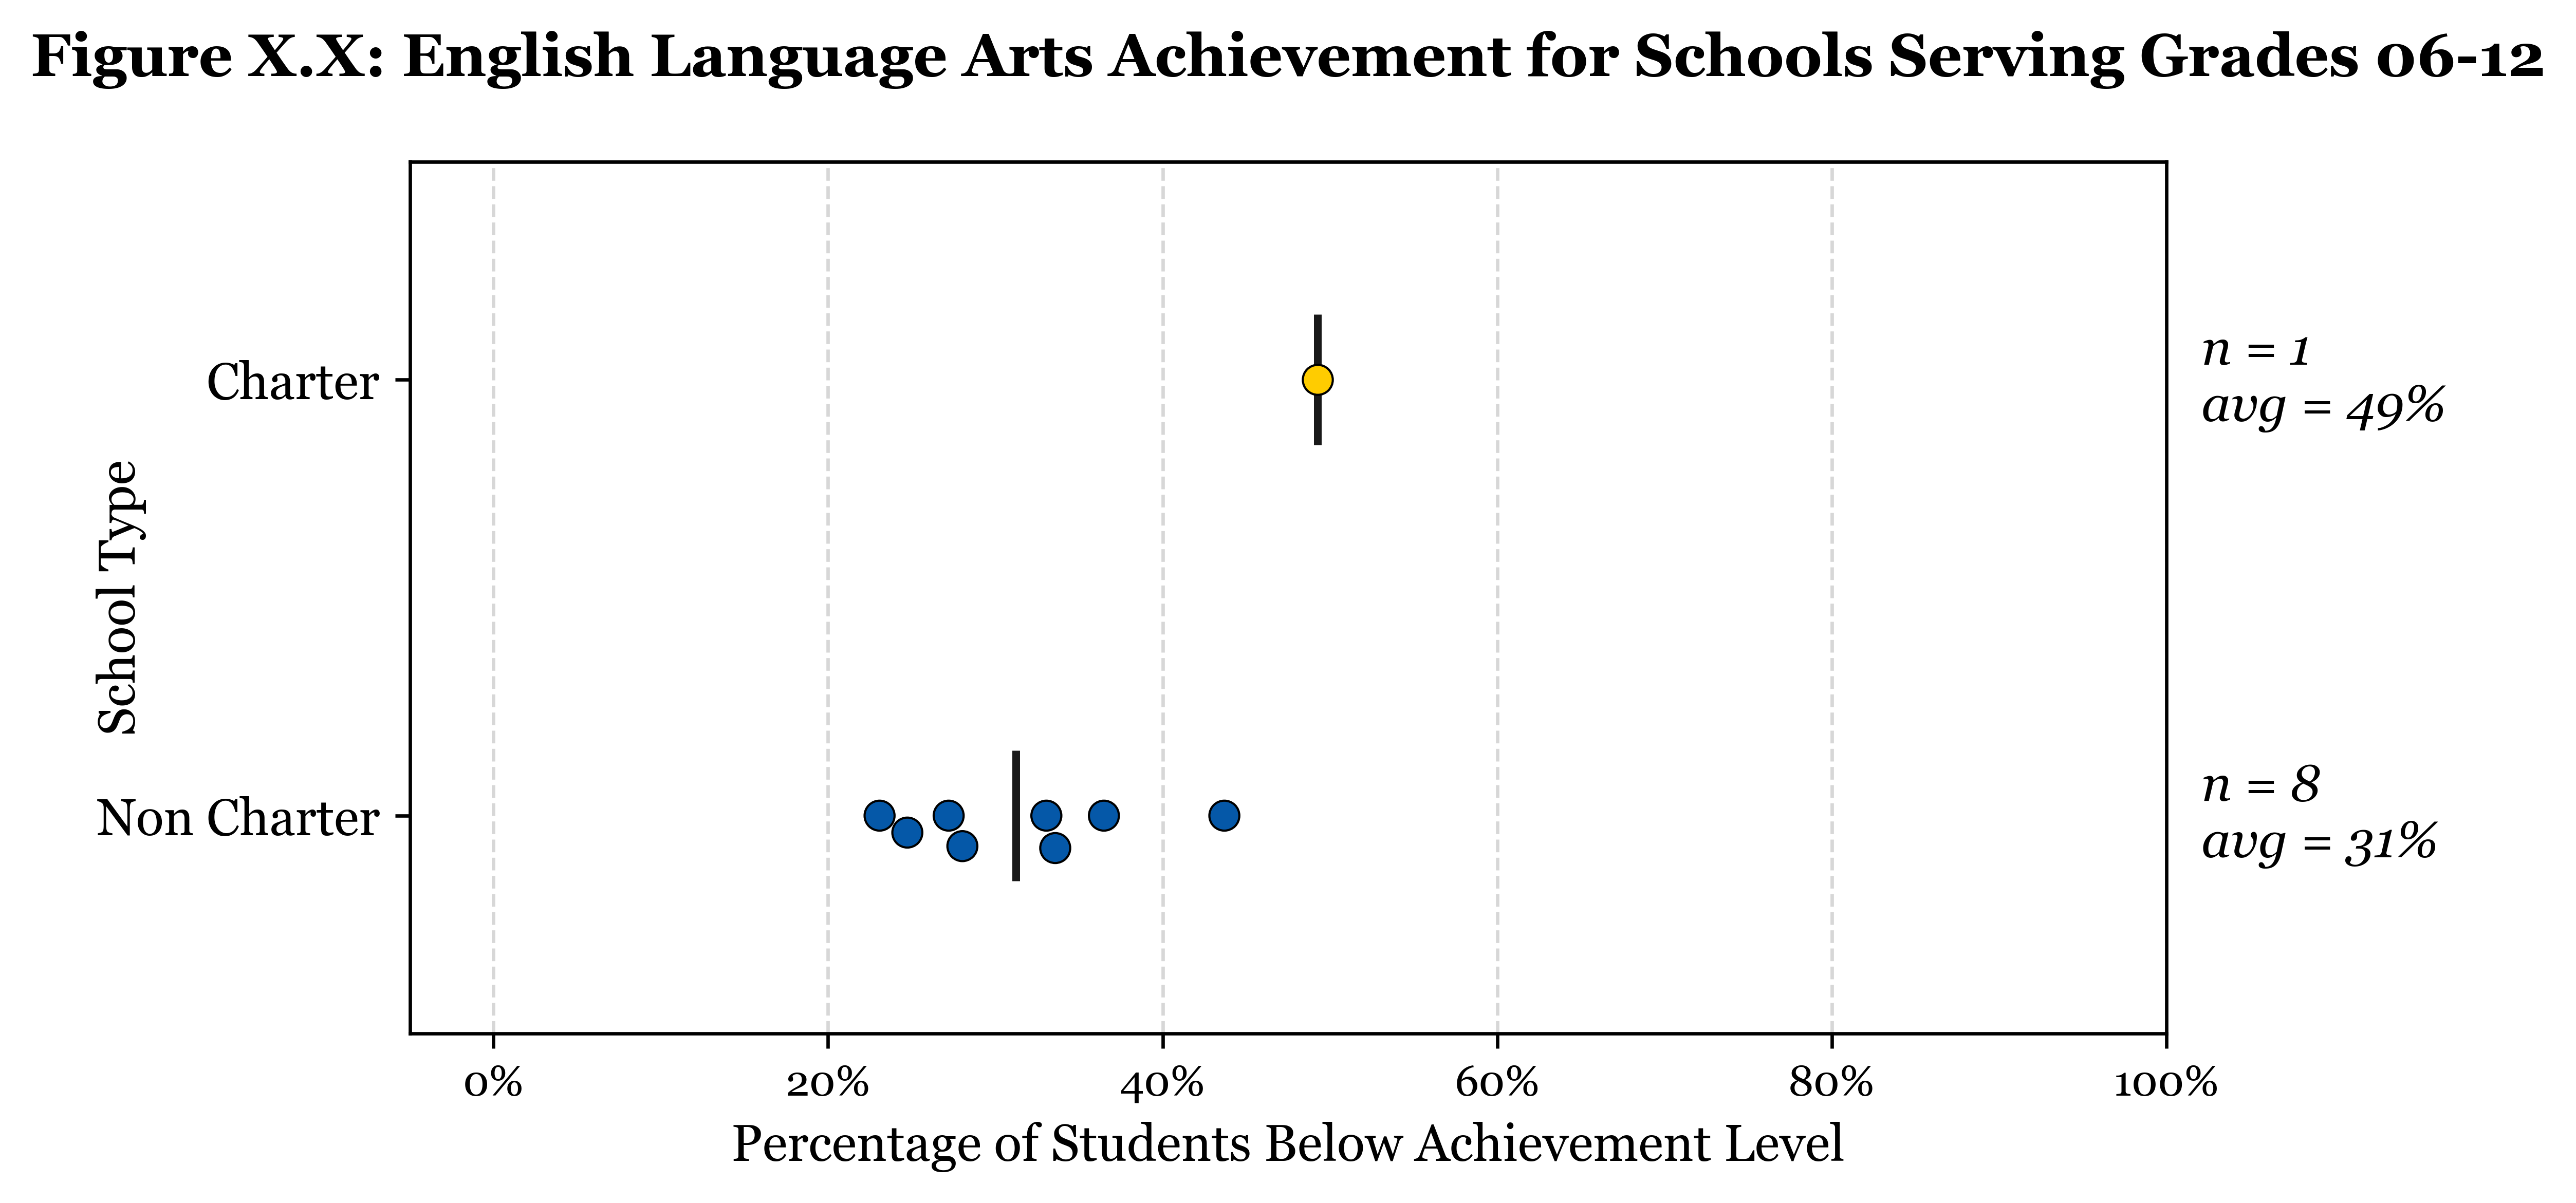 Figure X.X: English Language Arts Achievement for Schools Serving Grades 06-12
School Type
Charter
n = 1
avg = 49%
Non Charter
n = 8
avg = 31%
0% 20% 40% 60% 80% 100%
Percentage of Students Below Achievement Level